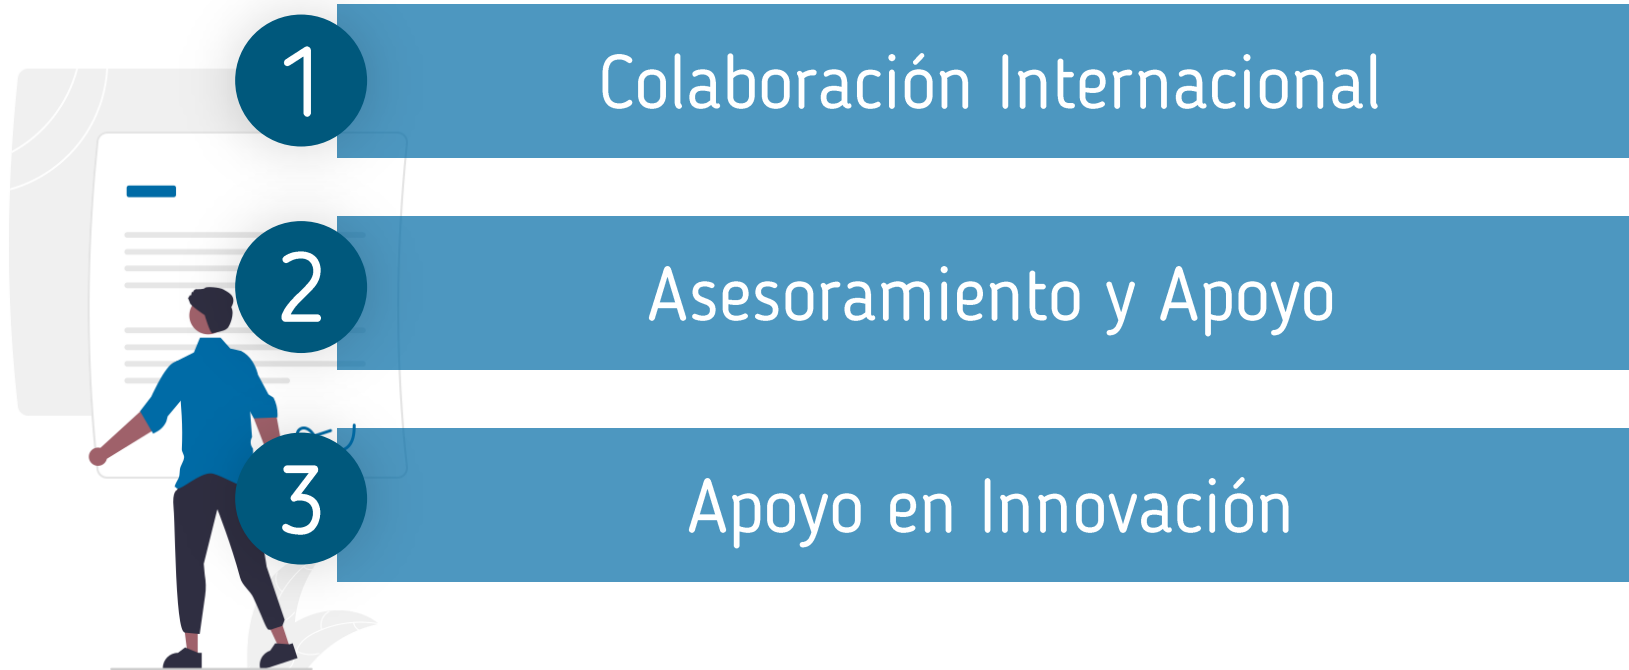 1
Colaboración Internacional
2
Asesoramiento y Apoyo
3
Apoyo en Innovación